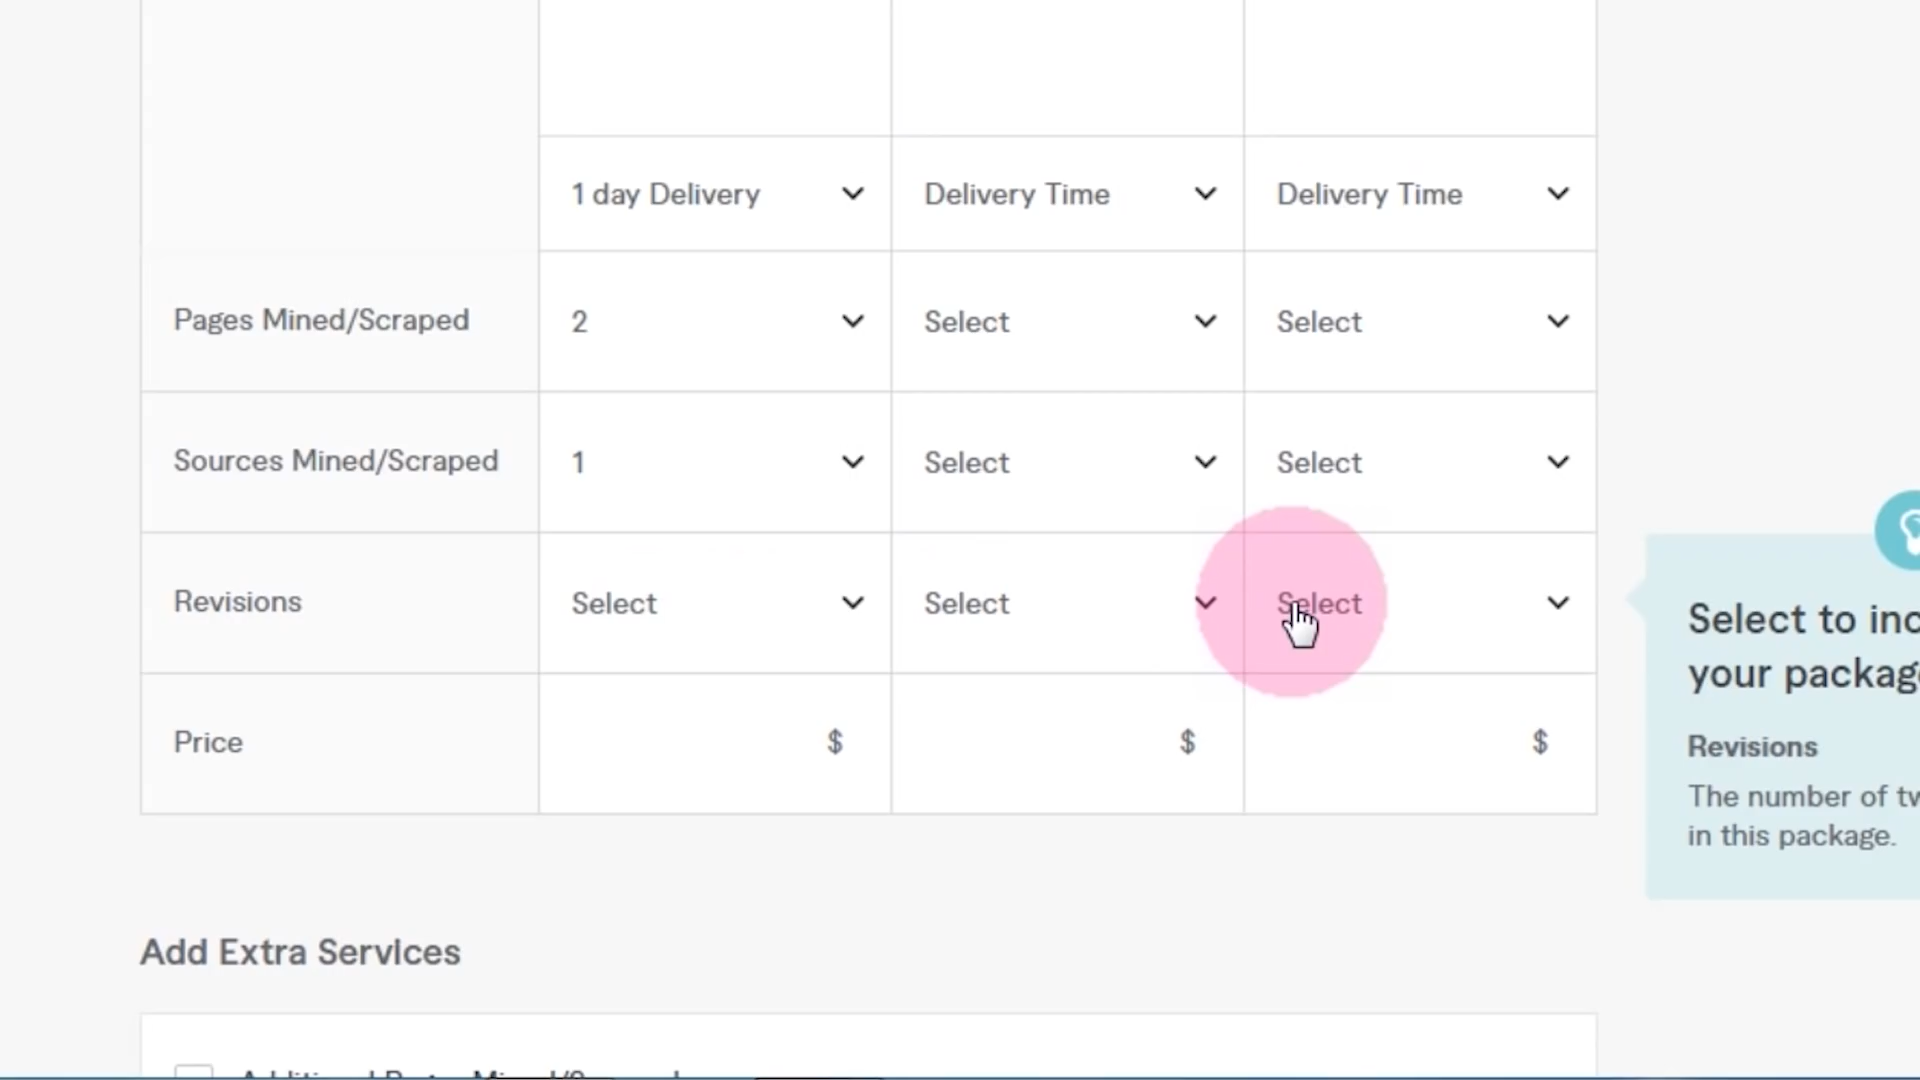 1 day Delivery Delivery Time Delivery Time
Pages Mined/Scraped 2 Select Select
Sources Mined/Scraped 1 Select Select
Revisions Select Select Select
Price $ $ $
Select to inc
your package
Revisions
The number of tw
in this package.
Add Extra Services